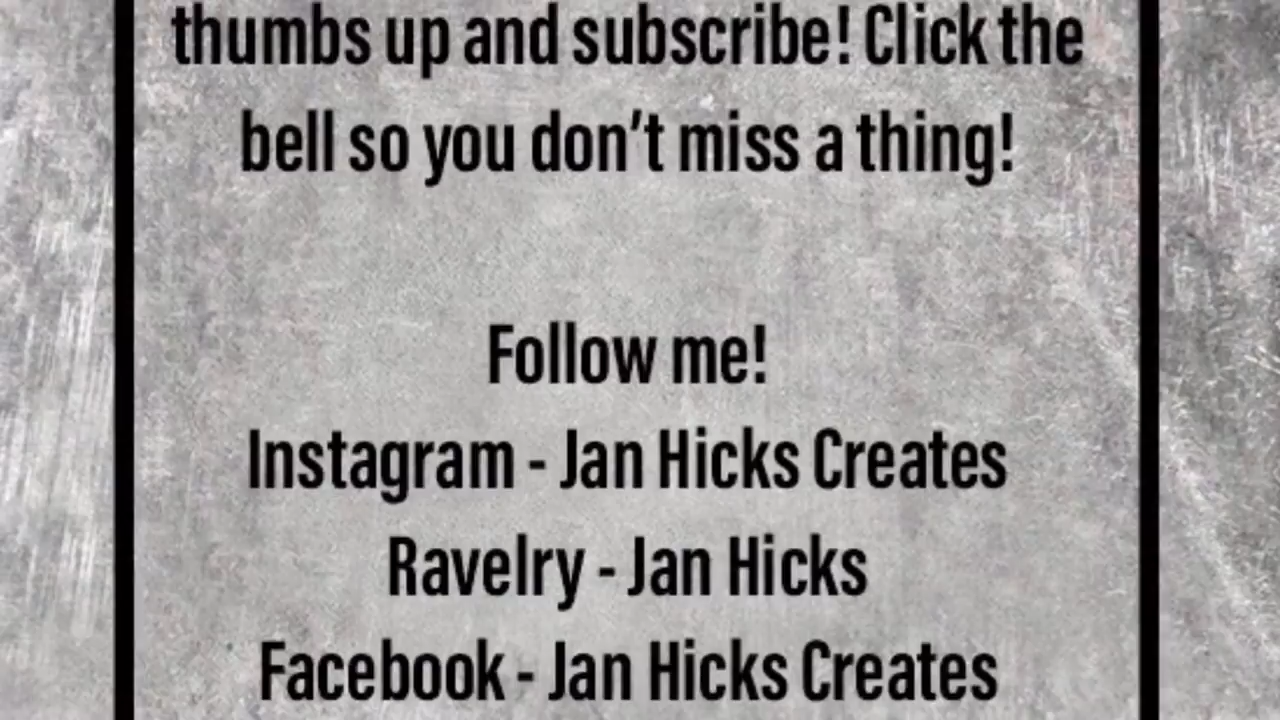 thumbs up and subscribe! Click the
bell so you don't miss a thing!
Follow me!
Instagram - Jan Hicks Creates
Ravelry - Jan Hicks
Facebook - Jan Hicks Creates